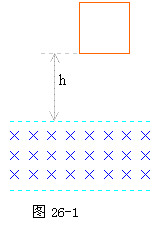 h
× × × × × × × ×
× × × × × × × ×
× × × × × × × ×
图 26-1